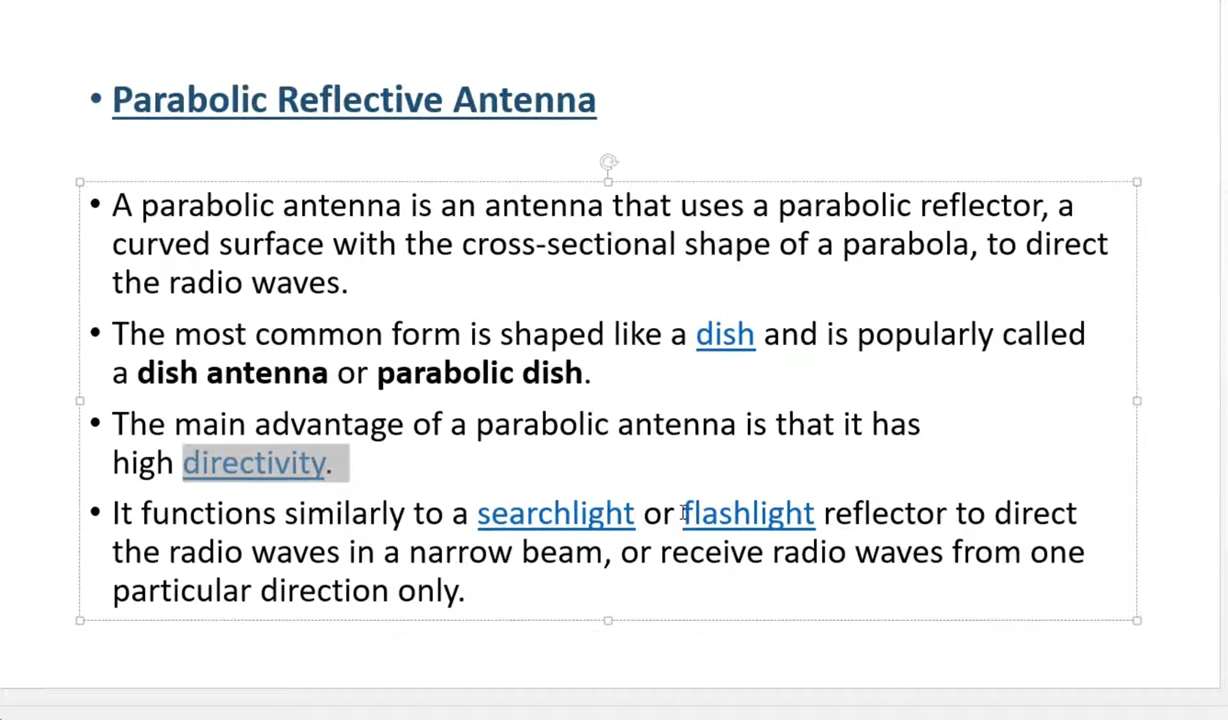 • Parabolic Reflective Antenna
• A parabolic antenna is an antenna that uses a parabolic reflector, a
curved surface with the cross-sectional shape of a parabola, to direct
the radio waves.
• The most common form is shaped like a dish and is popularly called
a dish antenna or parabolic dish.
• The main advantage of a parabolic antenna is that it has
high directivity.
• It functions similarly to a searchlight or flashlight reflector to direct
the radio waves in a narrow beam, or receive radio waves from one
particular direction only.